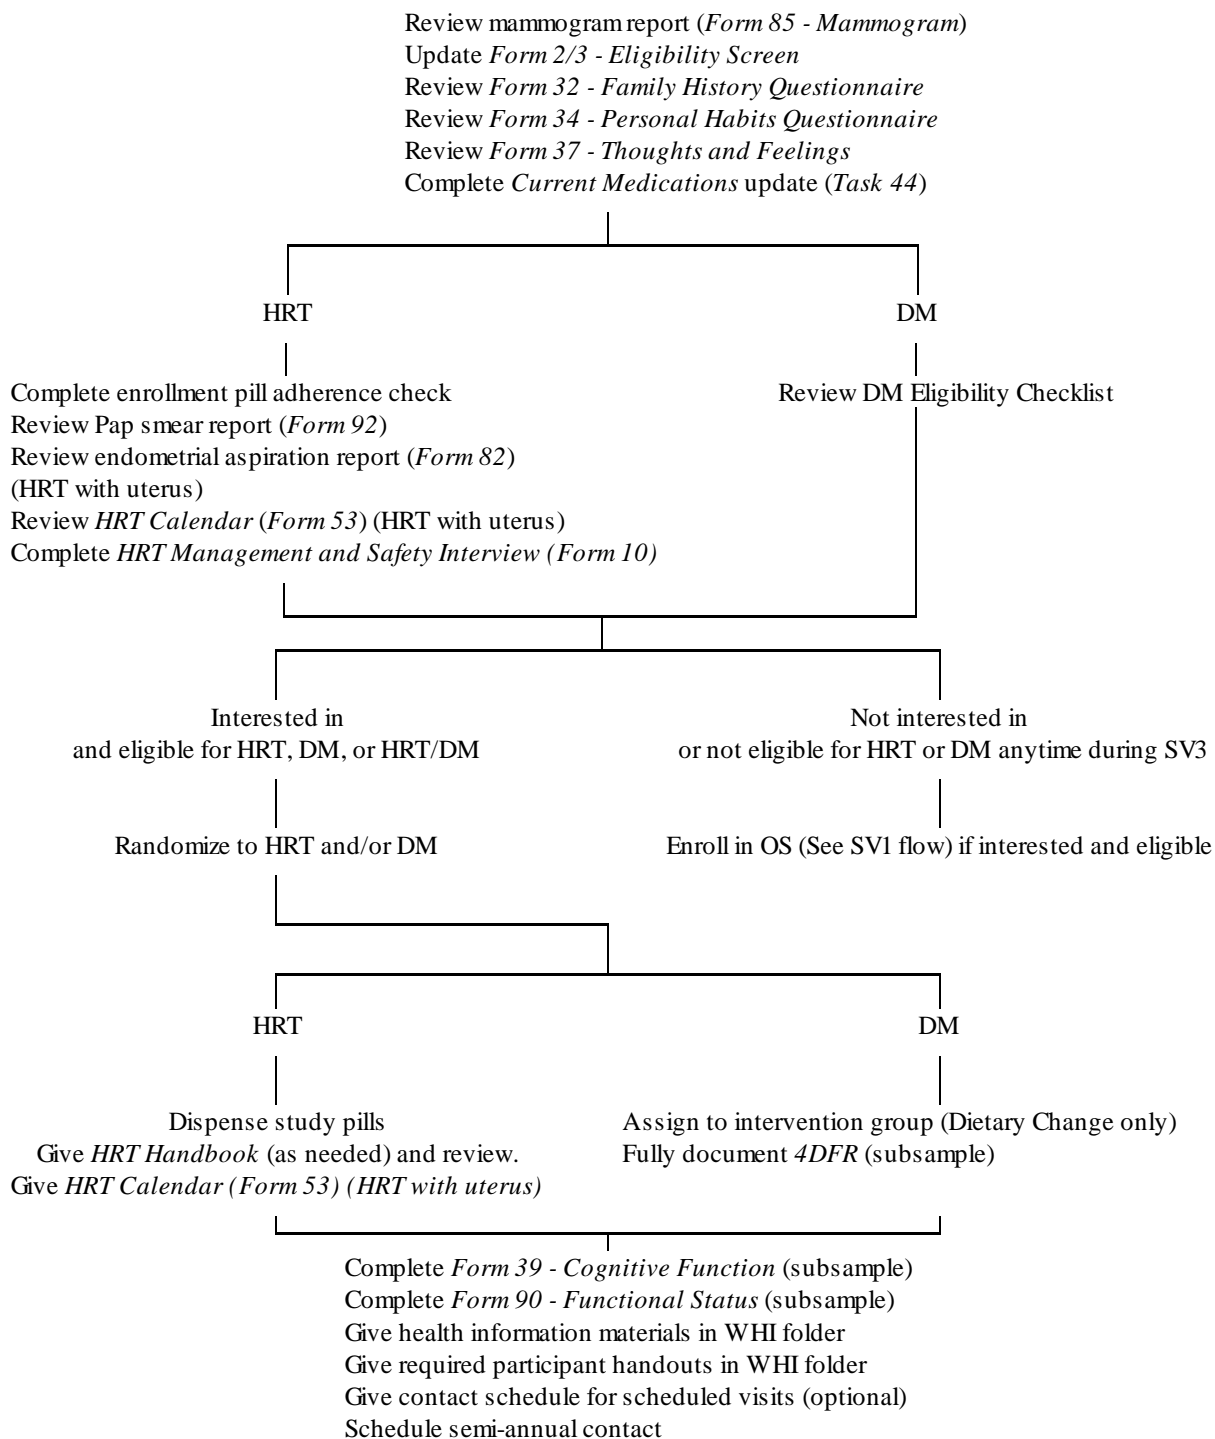 Review mammogram report (Form 85 - Mammogram)
Update Form 2/3 - Eligibility Screen
Review Form 32 - Family History Questionnaire
Review Form 34 - Personal Habits Questionnaire
Review Form 37 - Thoughts and Feelings
Complete Current Medications update (Task 44)
HRT
DM
Complete enrollment pill adherence check
Review Pap smear report (Form 92)
Review endometrial aspiration report (Form 82)
(HRT with uterus)
Review HRT Calendar (Form 53) (HRT with uterus)
Complete HRT Management and Safety Interview (Form 10)
Review DM Eligibility Checklist
Interested in
and eligible for HRT, DM, or HRT/DM
Not interested in
or not eligible for HRT or DM anytime during SV3
Randomize to HRT and/or DM
Enroll in OS (See SV1 flow) if interested and eligible
HRT
DM
Dispense study pills
Give HRT Handbook (as needed) and review.
Give HRT Calendar (Form 53) (HRT with uterus)
Assign to intervention group (Dietary Change only)
Fully document 4DFR (subsample)
Complete Form 39 - Cognitive Function (subsample)
Complete Form 90 - Functional Status (subsample)
Give health information materials in WHI folder
Give required participant handouts in WHI folder
Give contact schedule for scheduled visits (optional)
Schedule semi-annual contact